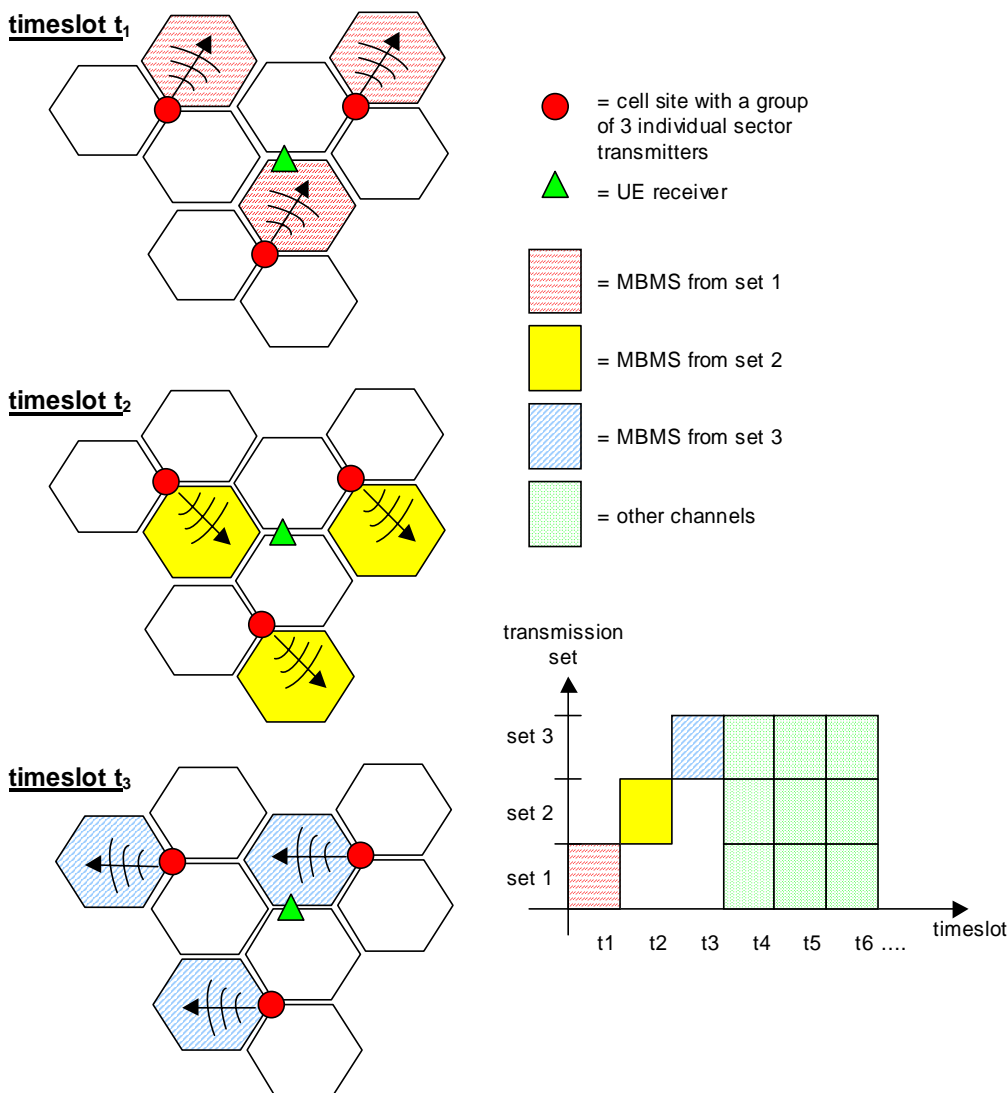 timeslot t1
= cell site with a group
of 3 individual sector
transmitters
= UE receiver
= MBMS from set 1
= MBMS from set 2
= MBMS from set 3
= other channels
timeslot t2
timeslot t3
transmission
set
set 3
set 2
set 1
timeslot
t1 t2 t3 t4 t5 t6 ....